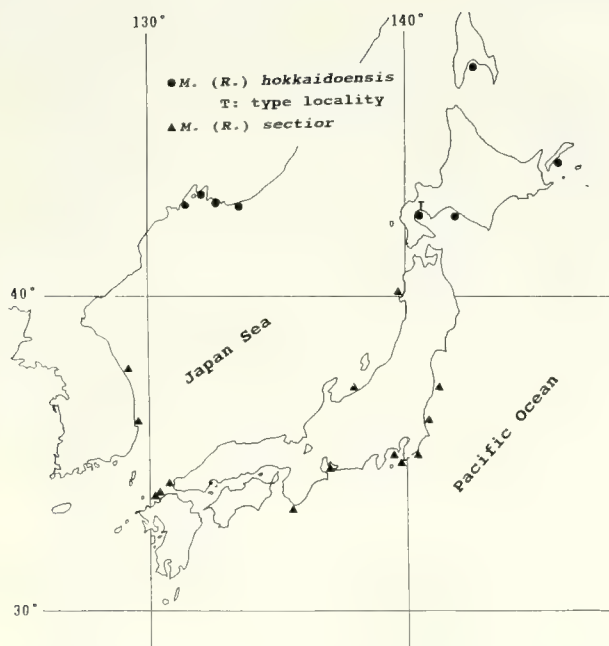 130° 140°
● M. (R.) hokkaidoensis
T: type locality
▲ M. (R.) sectior
T
40°
Japan Sea
Pacific Ocean
30°